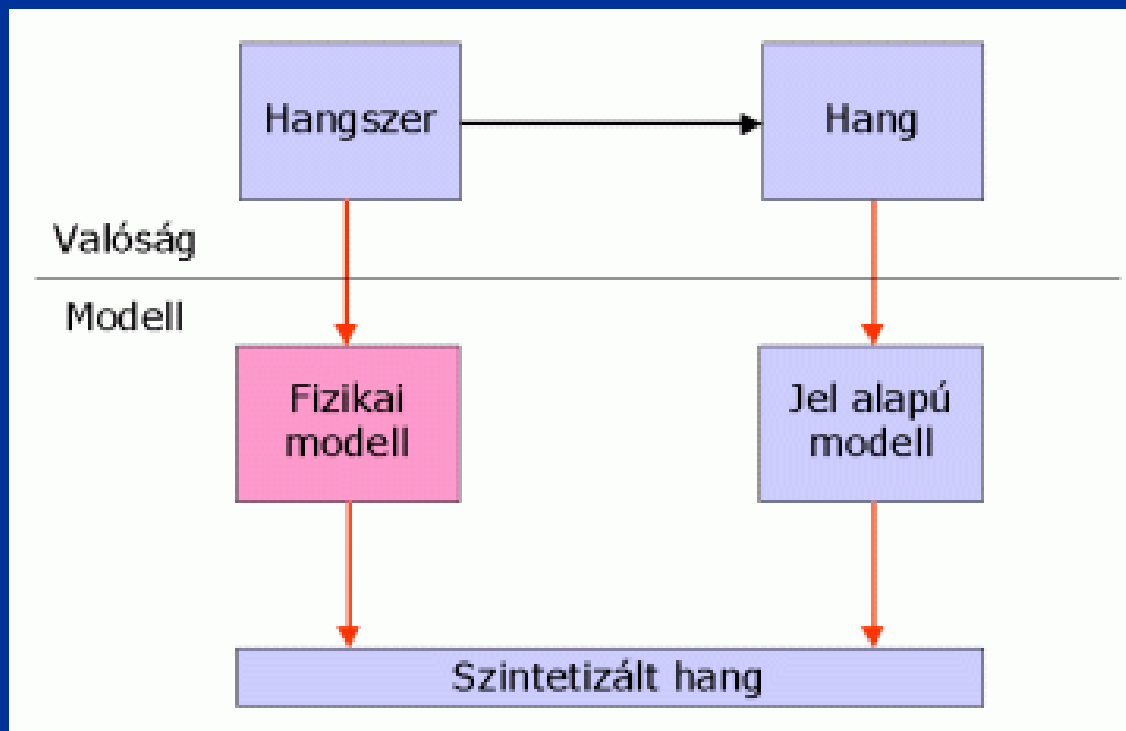 Hangszer
Hang
Valóság
Modell
Fizikai
modell
Jel alapú
modell
Szintetizált hang